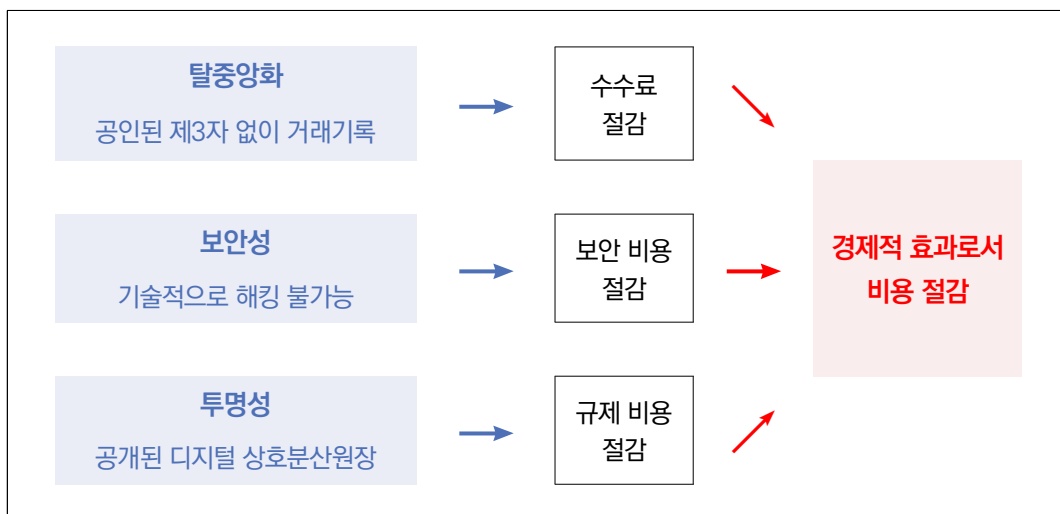 탈중앙화
공인된 제3자 없이 거래기록
수수료
절감
보안성
기술적으로 해킹 불가능
보안 비용
절감
경제적 효과로서
비용 절감
투명성
공개된 디지털 상호분산원장
규제 비용
절감